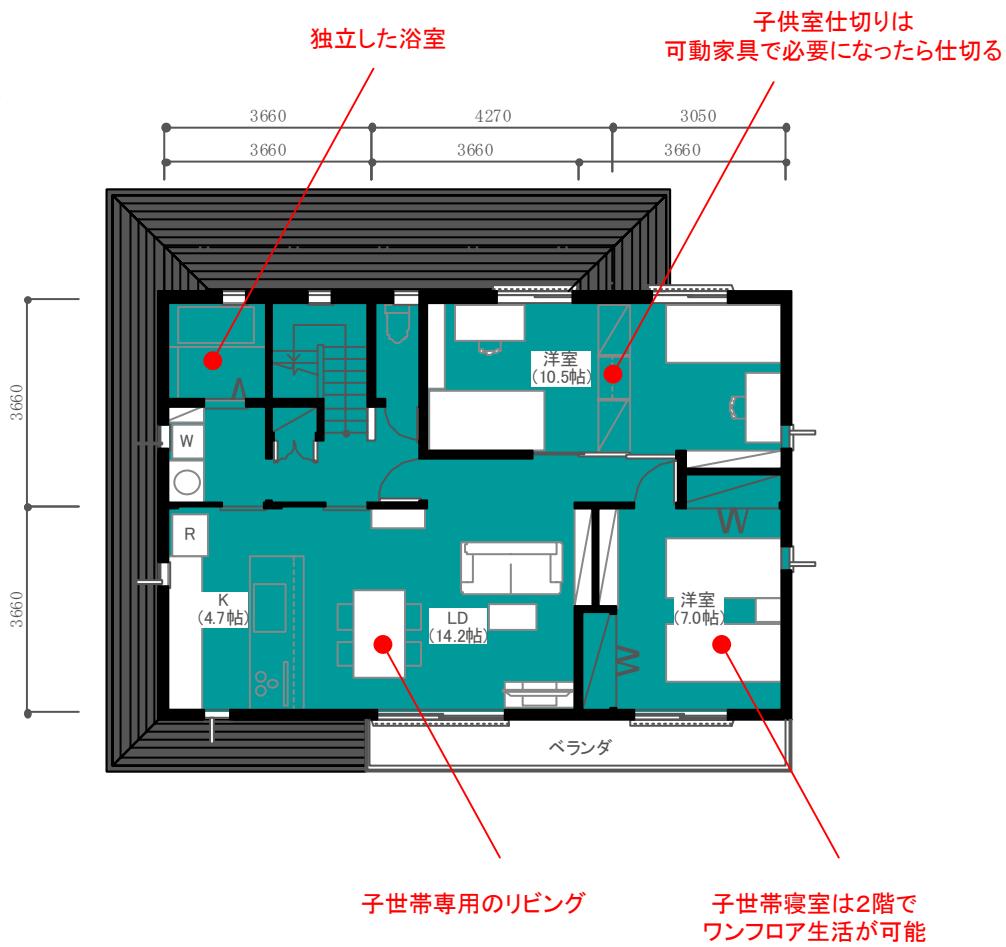 独立した浴室
子供室仕切りは
可動家具で必要になったら仕切る
3660
4270
3050
3660
3660
3660
3660
3660
洋室
(10.5帖)
W
R
K
(4.7帖)
LD
(14.2帖)
洋室
(7.0帖)
W
W
ベランダ
子世帯専用のリビング
子世帯寝室は2階で
ワンフロア生活が可能